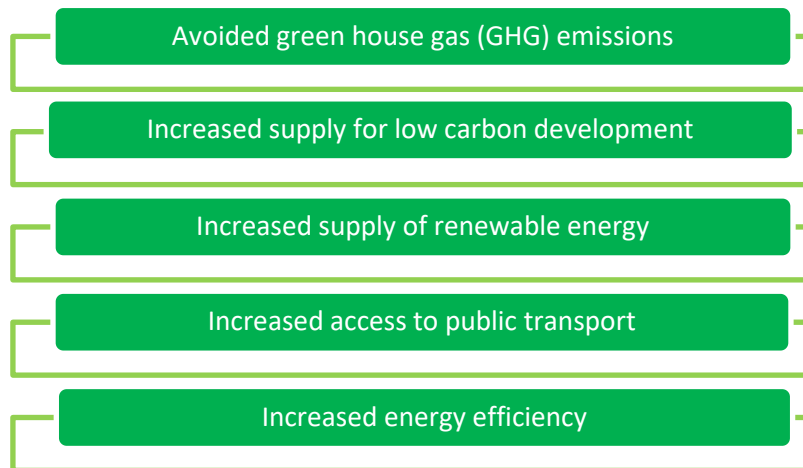 Avoided green house gas (GHG) emissions
Increased supply for low carbon development
Increased supply of renewable energy
Increased access to public transport
Increased energy efficiency